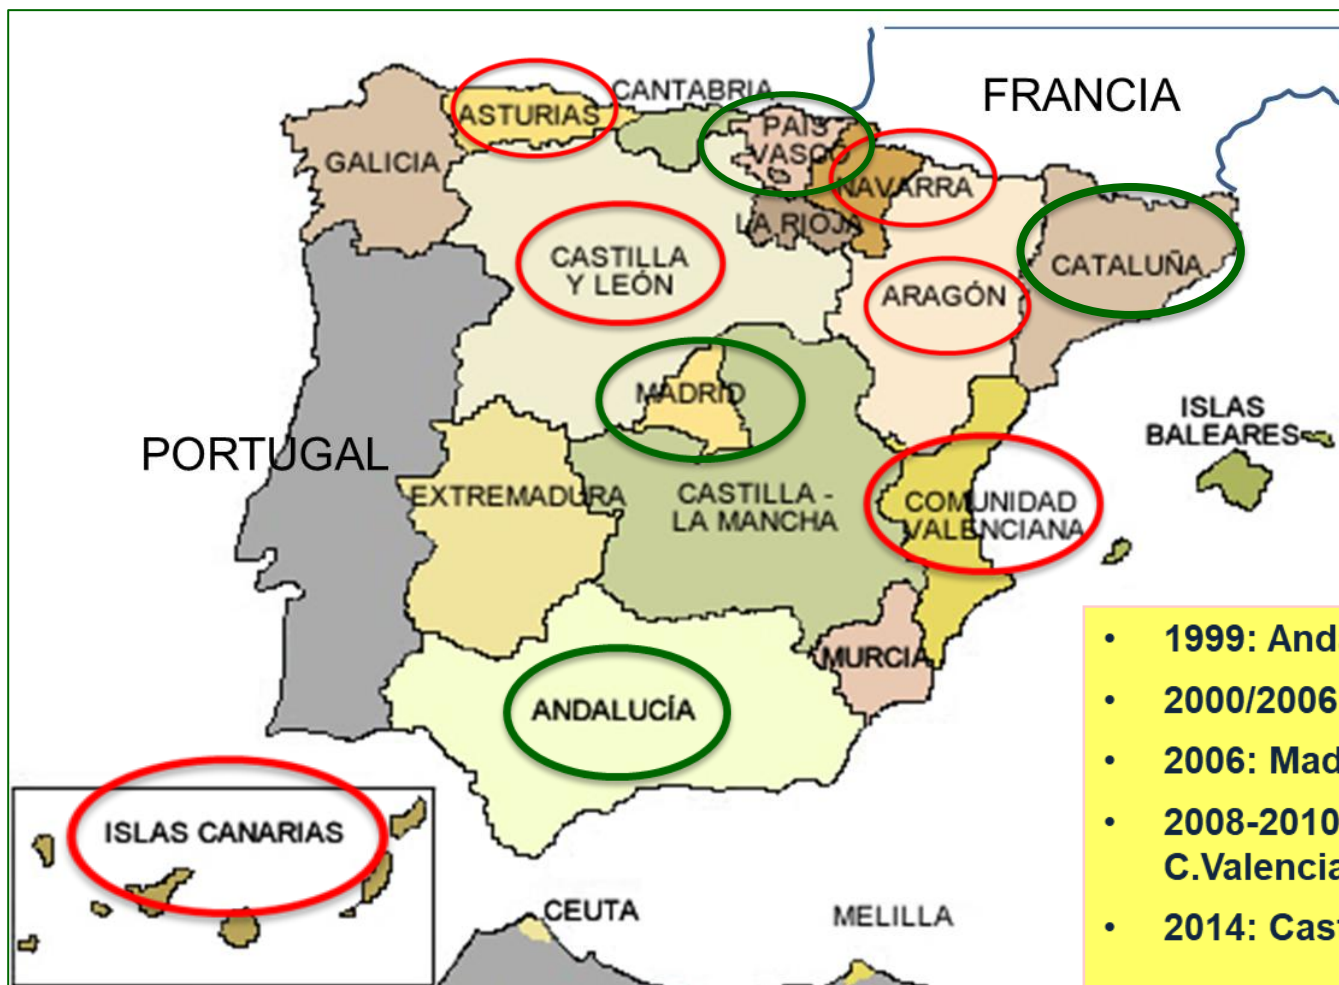 FRANCIA
CANTABRIA
ASTURIAS
PAIS
VASCO
GALICIA
NAVARRA
LA RIOJA
CASTILLA
Y LEÓN
CATALUÑA
ARAGÓN
MADRID
ISLAS
BALEARES
PORTUGAL
EXTREMADURA
CASTILLA -
LA MANCHA
COMUNIDAD
VALENCIANA
MURCIA
ANDALUCÍA
ISLAS CANARIAS
CEUTA
MELILLA
• 1999: And
• 2000/2006
• 2006: Mad
• 2008-2010
C.Valencia
• 2014: Cast